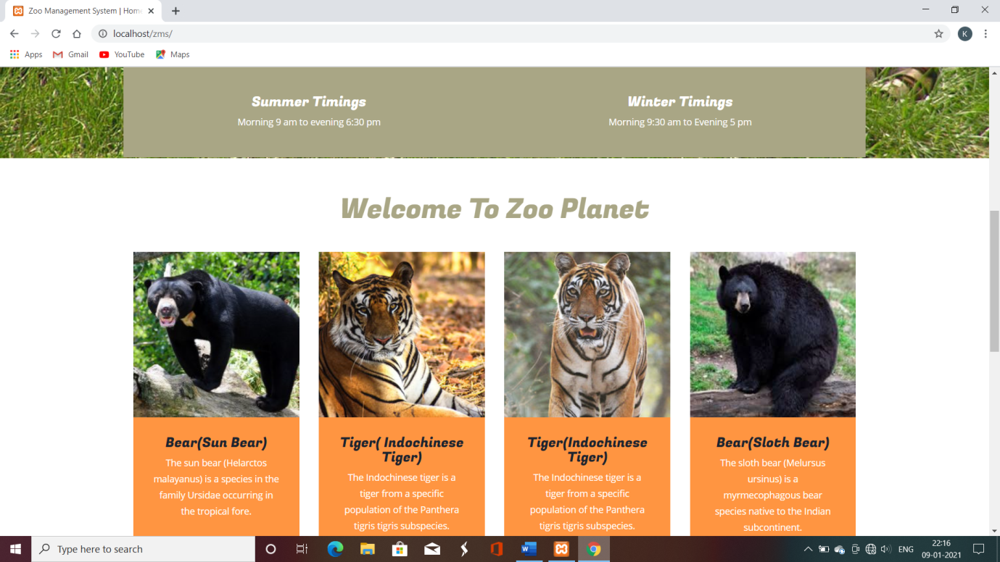 Zoo Management System | Home
localhost/zms/
K
Apps
Gmail
YouTube
Maps
Summer Timings
Morning 9 am to evening 6:30 pm
Winter Timings
Morning 9:30 am to Evening 5 pm
Welcome To Zoo Planet
Bear(Sun Bear)
The sun bear (Helarctos
malayanus) is a species in the
family Ursidae occurring in
the tropical fore.
Tiger( Indochinese
Tiger)
The Indochinese tiger is a
tiger from a specific
population of the Panthera
tigris tigris subspecies.
Tiger(Indochinese
Tiger)
The Indochinese tiger is a
tiger from a specific
population of the Panthera
tigris tigris subspecies.
Bear(Sloth Bear)
The sloth bear (Melursus
ursinus) is a
myrmecophagous bear
species native to the Indian
subcontinent.
Type here to search
W
ENG
22:16
09-01-2021